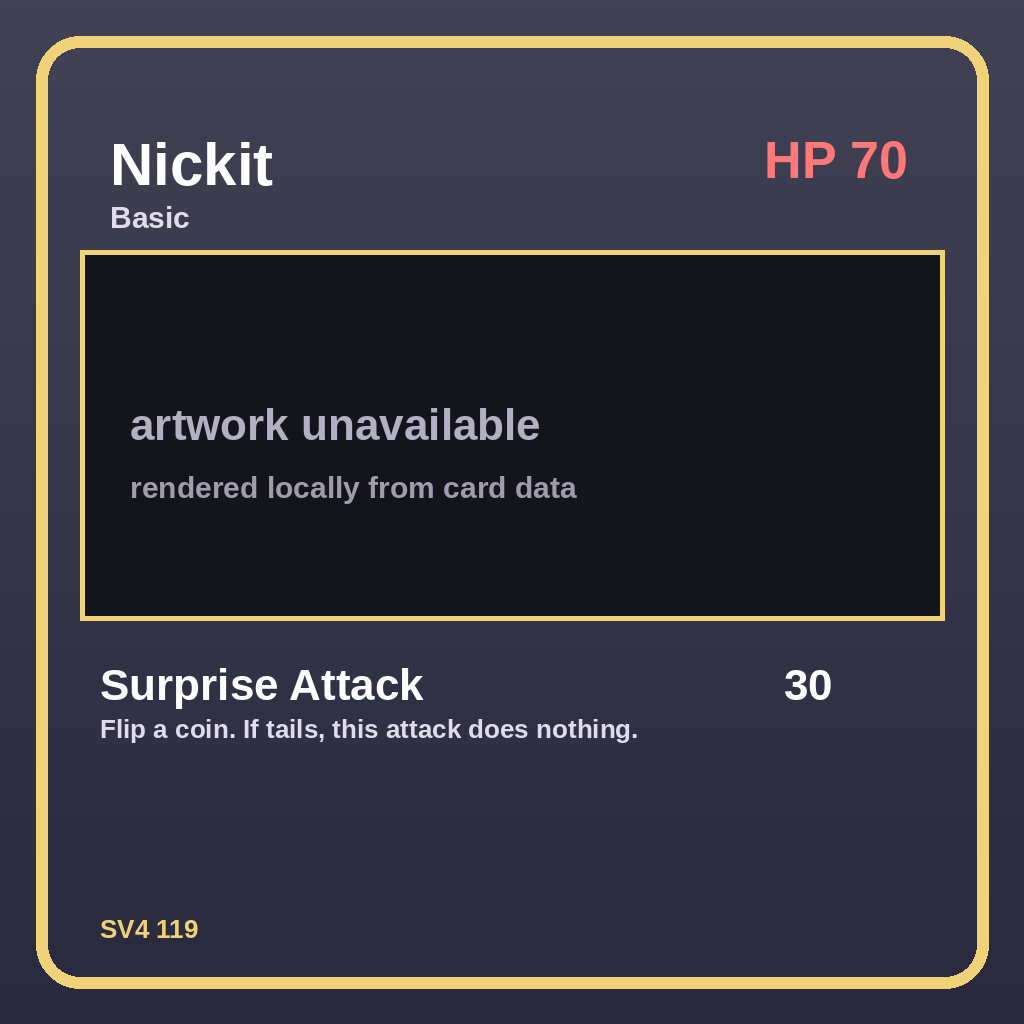 Nickit
HP 70
Basic
artwork unavailable
rendered locally from card data
Surprise Attack
30
Flip a coin. If tails, this attack does nothing.
SV4 119